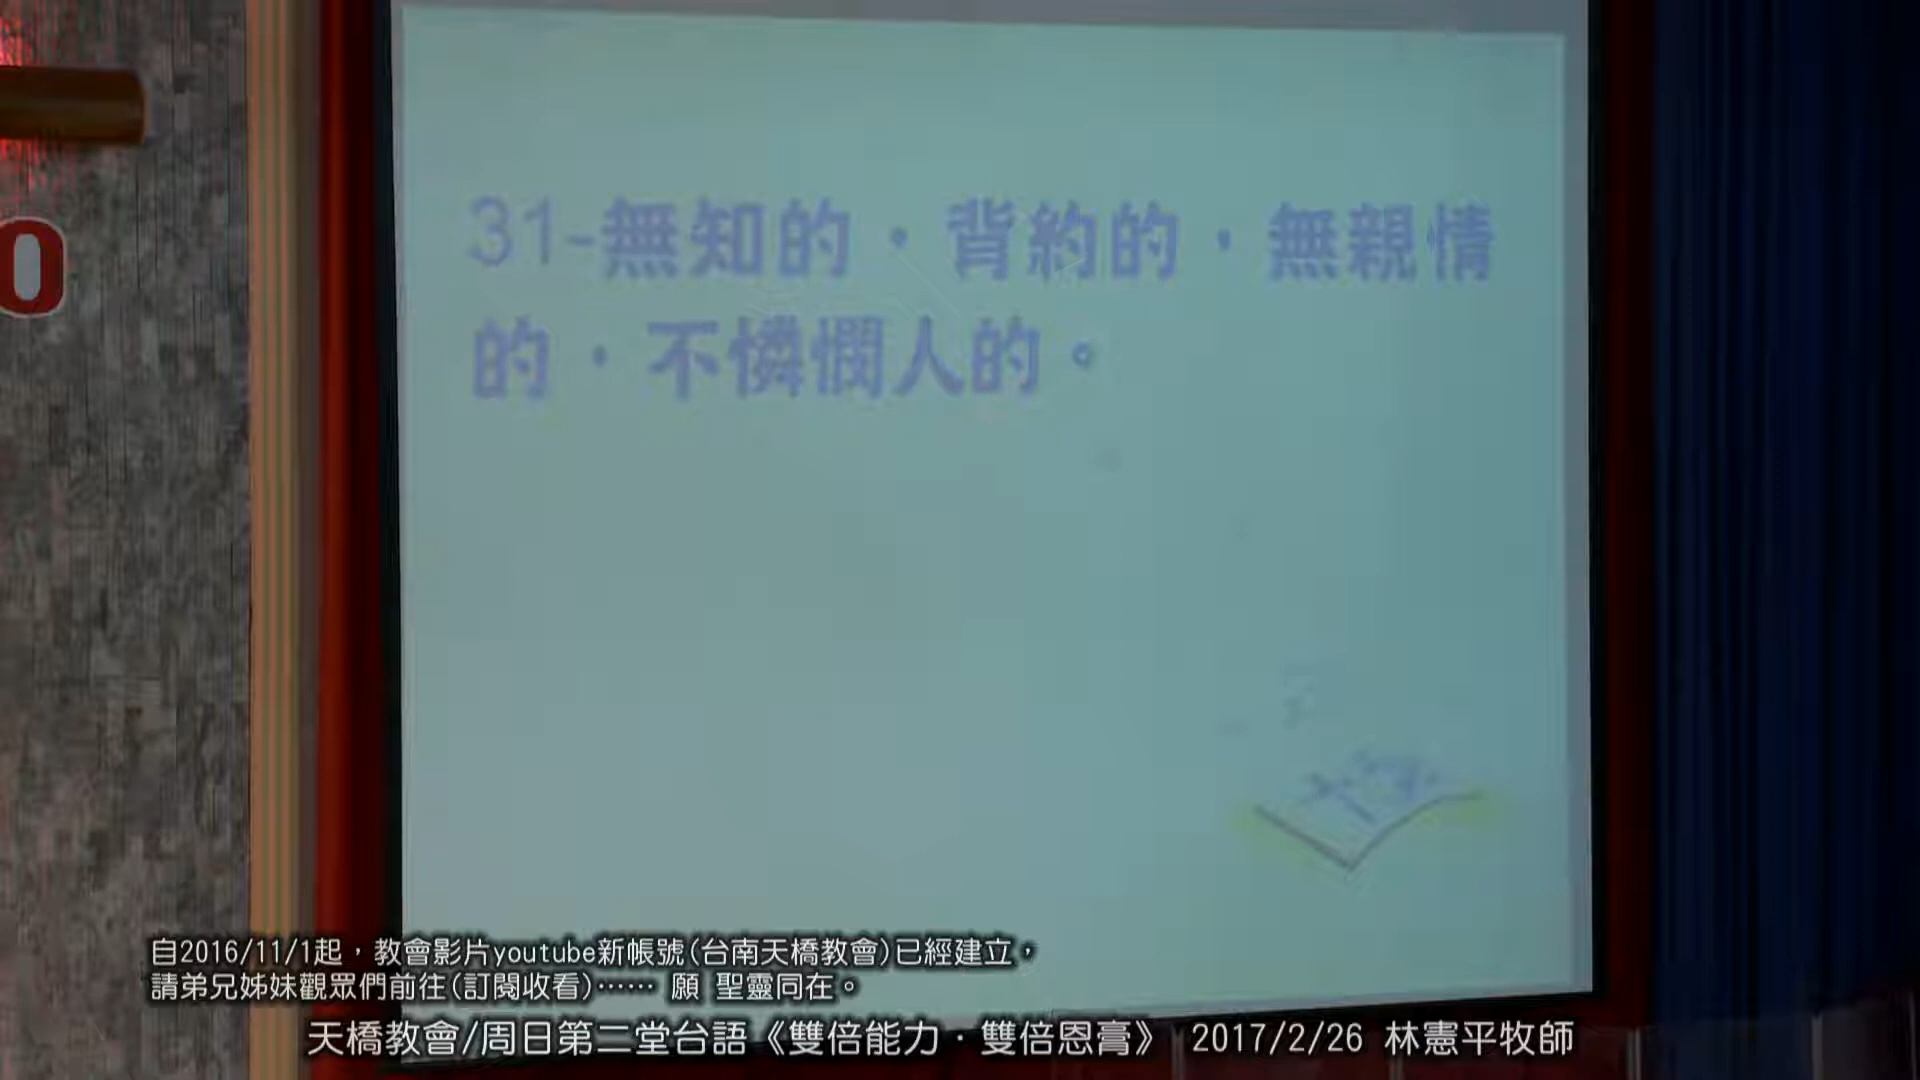 31-無知的，背約的，無親情
的，不憐憫人的。
0
自2016/11/1起，教會影片youtube新帳號(台南天橋教會)已經建立，
請弟兄姊妹觀眾們前往(訂閱收看)⋯⋯ 願 聖靈同在。
天橋教會/周日第二堂台語《雙倍能力．雙倍恩膏》 2017/2/26 林憲平牧師